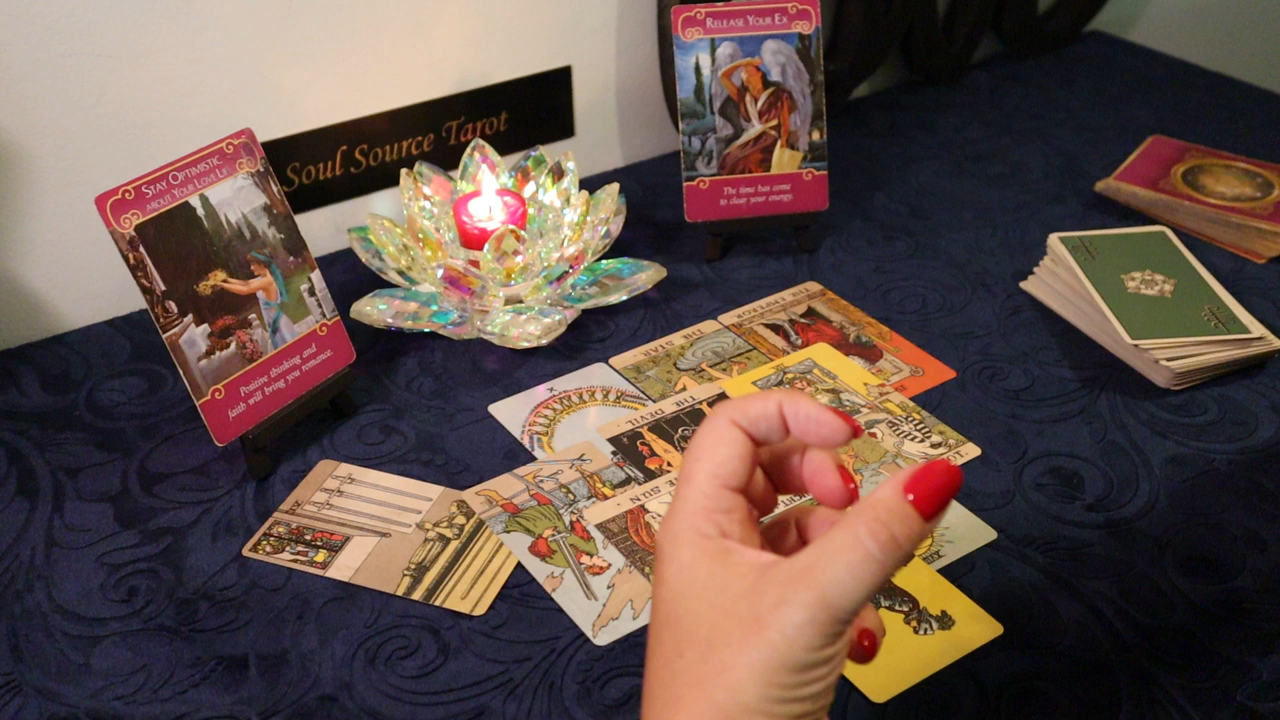 RELEASE YOUR EX
The time has come
to clear your energy.
Soul Source Tarot
STAY OPTIMISTIC
ABOUT YOUR LOVE LIFE
Positive thinking and
faith will bring you romance.
THE EMPEROR
THE STAR
X
THE DEVIL
THE SUN